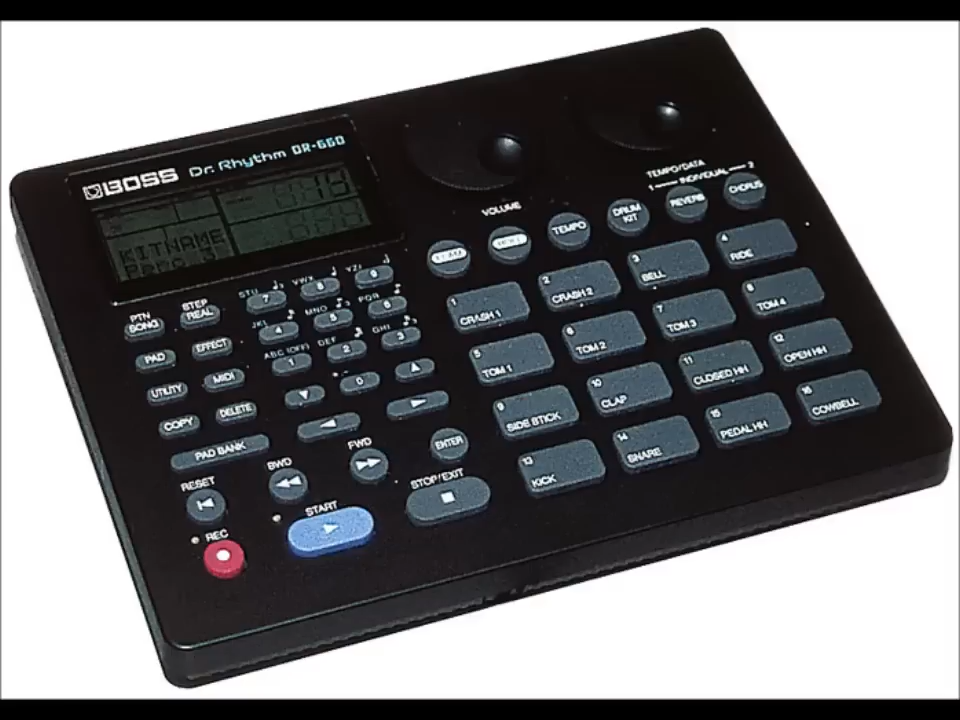 BOSS Dr. Rhythm DR-660
KITNAME
VOLUME
TEMPO/DATA
1 INDIVIDUAL 2
TEMPO
DRUM KIT
REVERB
CHORUS
PTN SONG
STEP REAL
STU 7
VWX 8
YZ 9
PAD
EFFECT
JKL 4
MNO 5
PQR 6
UTILITY
MIDI
ABC (OFF) 1
DEF 2
GHI 3
COPY
DELETE
0
PAD BANK
RESET
BWD
FWD
ENTER
REC
START
STOP/EXIT
1 CRASH 1
2 CRASH 2
3 BELL
4 RIDE
5 TOM 1
6 TOM 2
7 TOM 3
8 TOM 4
9 SIDE STICK
10 CLAP
11 CLOSED HH
12 OPEN HH
13 KICK
14 SNARE
15 PEDAL HH
16 COWBELL